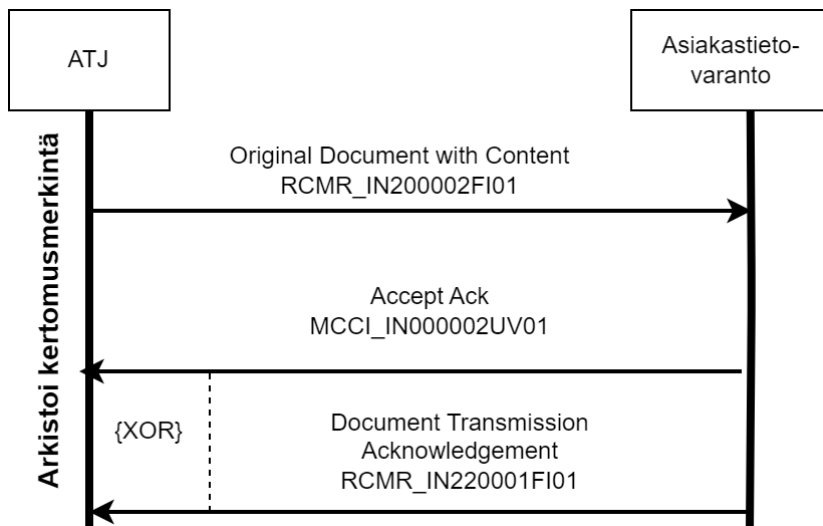 ATJ
Asiakastieto-
varanto
Arkistoi kertomusmerkintä
Original Document with Content
RCMR_IN200002FI01
Accept Ack
MCCI_IN000002UV01
{XOR}
Document Transmission
Acknowledgement
RCMR_IN220001FI01